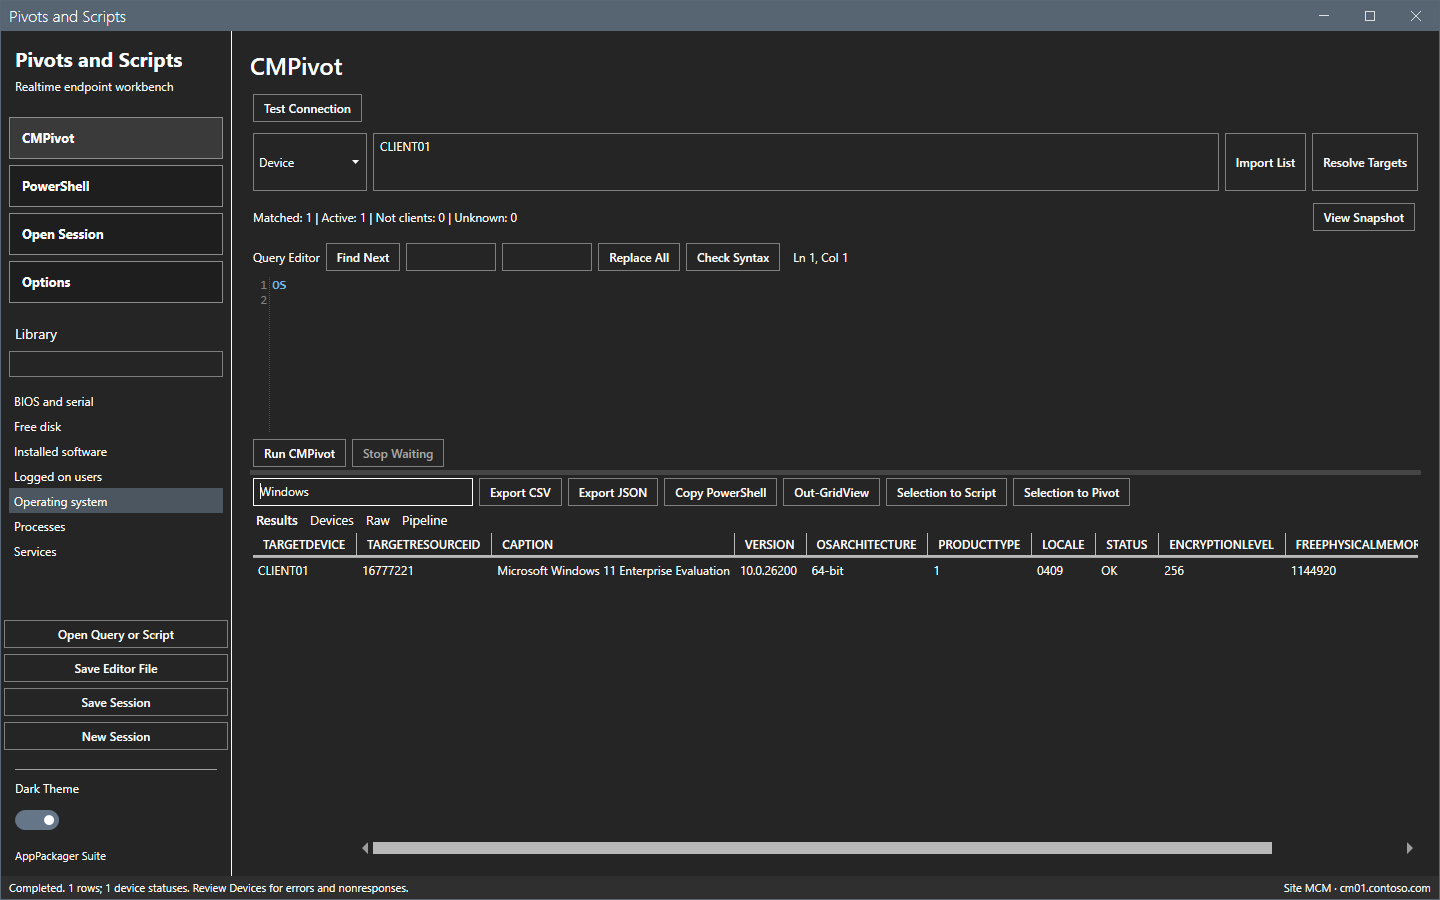 Pivots and Scripts
Pivots and Scripts
Realtime endpoint workbench
CMPivot
PowerShell
Open Session
Options
Library
BIOS and serial
Free disk
Installed software
Logged on users
Operating system
Processes
Services
Open Query or Script
Save Editor File
Save Session
New Session
Dark Theme
AppPackager Suite
CMPivot
Test Connection
Device CLIENT01 Import List Resolve Targets
Matched: 1 | Active: 1 | Not clients: 0 | Unknown: 0 View Snapshot
Query Editor Find Next Replace All Check Syntax Ln 1, Col 1
1 OS
2
Run CMPivot Stop Waiting
Windows Export CSV Export JSON Copy PowerShell Out-GridView Selection to Script Selection to Pivot
Results Devices Raw Pipeline
TARGETDEVICE TARGETRESOURCEID CAPTION VERSION OSARCHITECTURE PRODUCTTYPE LOCALE STATUS ENCRYPTIONLEVEL FREEPHYSICALMEMOR
CLIENT01 16777221 Microsoft Windows 11 Enterprise Evaluation 10.0.26200 64-bit 1 0409 OK 256 1144920
Completed. 1 rows; 1 device statuses. Review Devices for errors and nonresponses. Site MCM · cm01.contoso.com